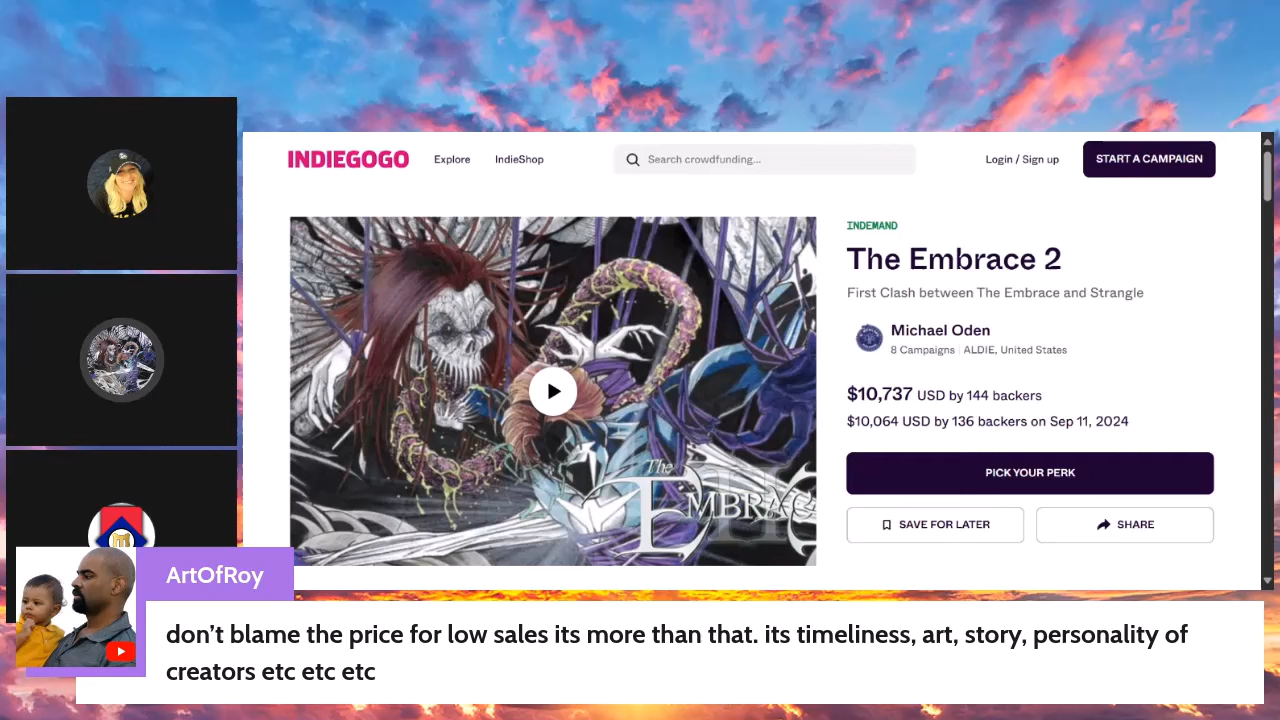 INDIEGOGO
Explore
IndieShop
Search crowdfunding...
Login / Sign up
START A CAMPAIGN
INDEMAND
The Embrace 2
First Clash between The Embrace and Strangle
Michael Oden
8 Campaigns | ALDIE, United States
$10,737 USD by 144 backers
$10,064 USD by 136 backers on Sep 11, 2024
PICK YOUR PERK
SAVE FOR LATER
SHARE
The
EMBRACE
ArtOfRoy
don’t blame the price for low sales its more than that. its timeliness, art, story, personality of
creators etc etc etc